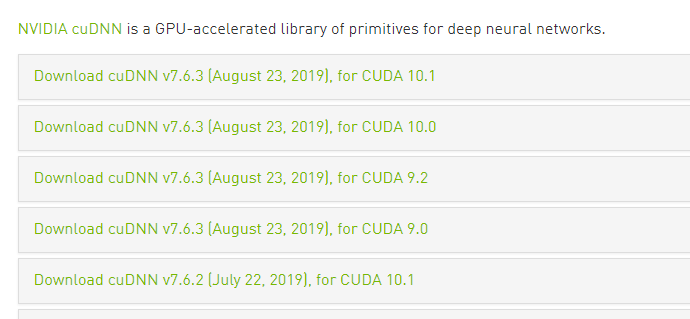 NVIDIA cuDNN is a GPU-accelerated library of primitives for deep neural networks.
Download cuDNN v7.6.3 (August 23, 2019), for CUDA 10.1
Download cuDNN v7.6.3 (August 23, 2019), for CUDA 10.0
Download cuDNN v7.6.3 (August 23, 2019), for CUDA 9.2
Download cuDNN v7.6.3 (August 23, 2019), for CUDA 9.0
Download cuDNN v7.6.2 (July 22, 2019), for CUDA 10.1